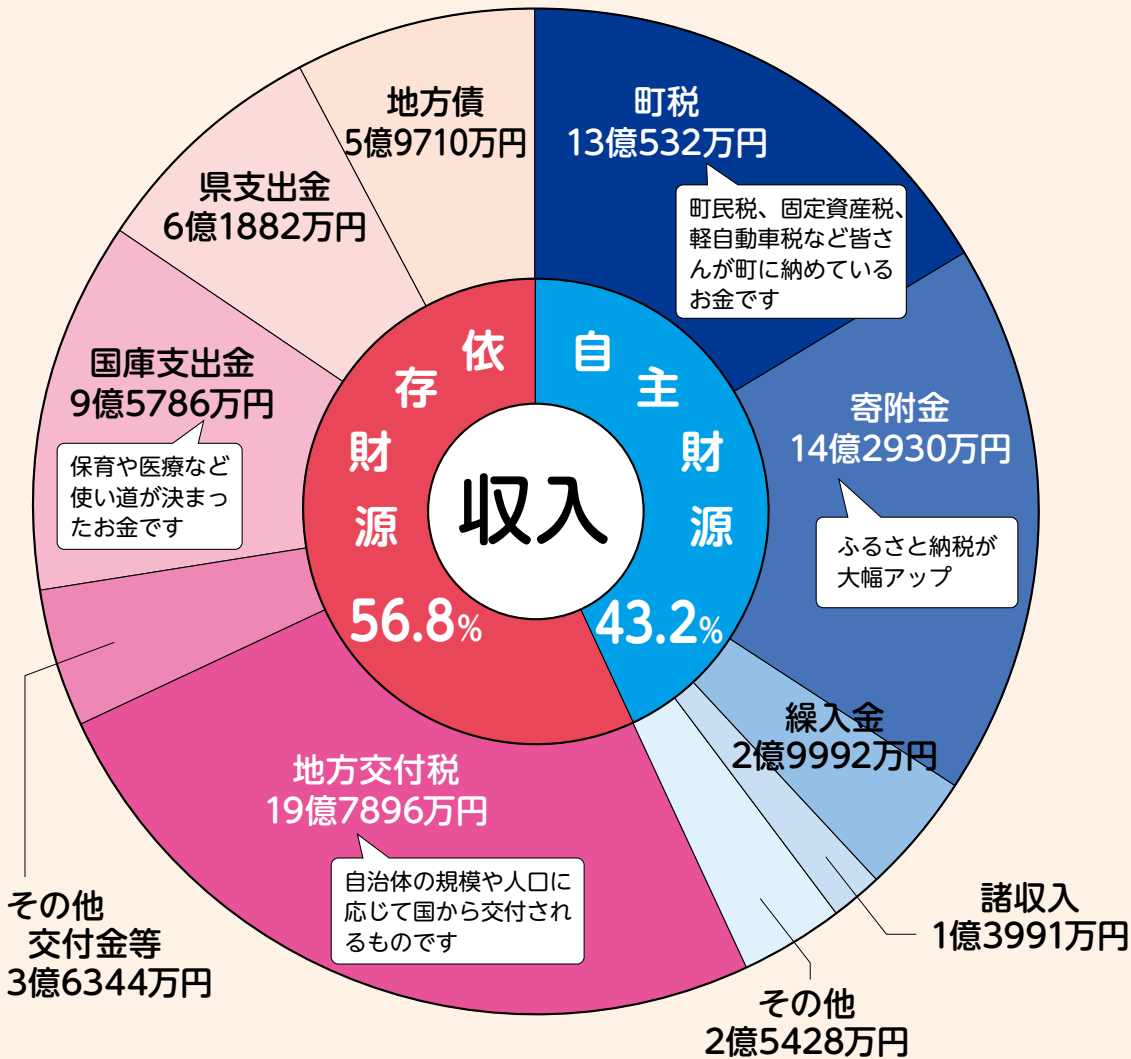 収入
自主財源
43.2%
依存財源
56.8%
町税
13億532万円
町民税、固定資産税、
軽自動車税など皆さ
んが町に納めている
お金です
寄附金
14億2930万円
ふるさと納税が
大幅アップ
繰入金
2億9992万円
諸収入
1億3991万円
その他
2億5428万円
地方交付税
19億7896万円
自治体の規模や人口に
応じて国から交付され
るものです
その他
交付金等
3億6344万円
国庫支出金
9億5786万円
保育や医療など
使い道が決まっ
たお金です
県支出金
6億1882万円
地方債
5億9710万円